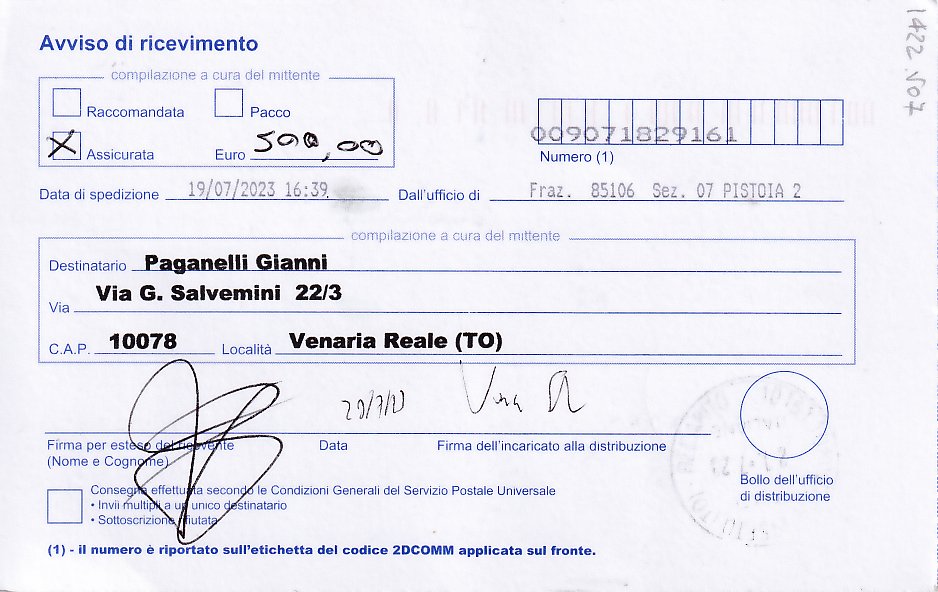 Avviso di ricevimento
compilazione a cura del mittente
Raccomandata Pacco
X Assicurata Euro 500,00
009071829161
Numero (1)
Data di spedizione 19/07/2023 16:39 Dall'ufficio di Fraz. 85106 Sez. 07 PISTOIA 2
compilazione a cura del mittente
Destinatario Paganelli Gianni
Via Via G. Salvemini 22/3
C.A.P. 10078 Località Venaria Reale (TO)
Firma per esteso del ricevente Data Firma dell'incaricato alla distribuzione
(Nome e Cognome)
Bollo dell'ufficio
di distribuzione
Consegna effettuata secondo le Condizioni Generali del Servizio Postale Universale
• Invii multipli a un unico destinatario
• Sottoscrizione rifiutata
(1) - il numero è riportato sull'etichetta del codice 2DCOMM applicata sul fronte.